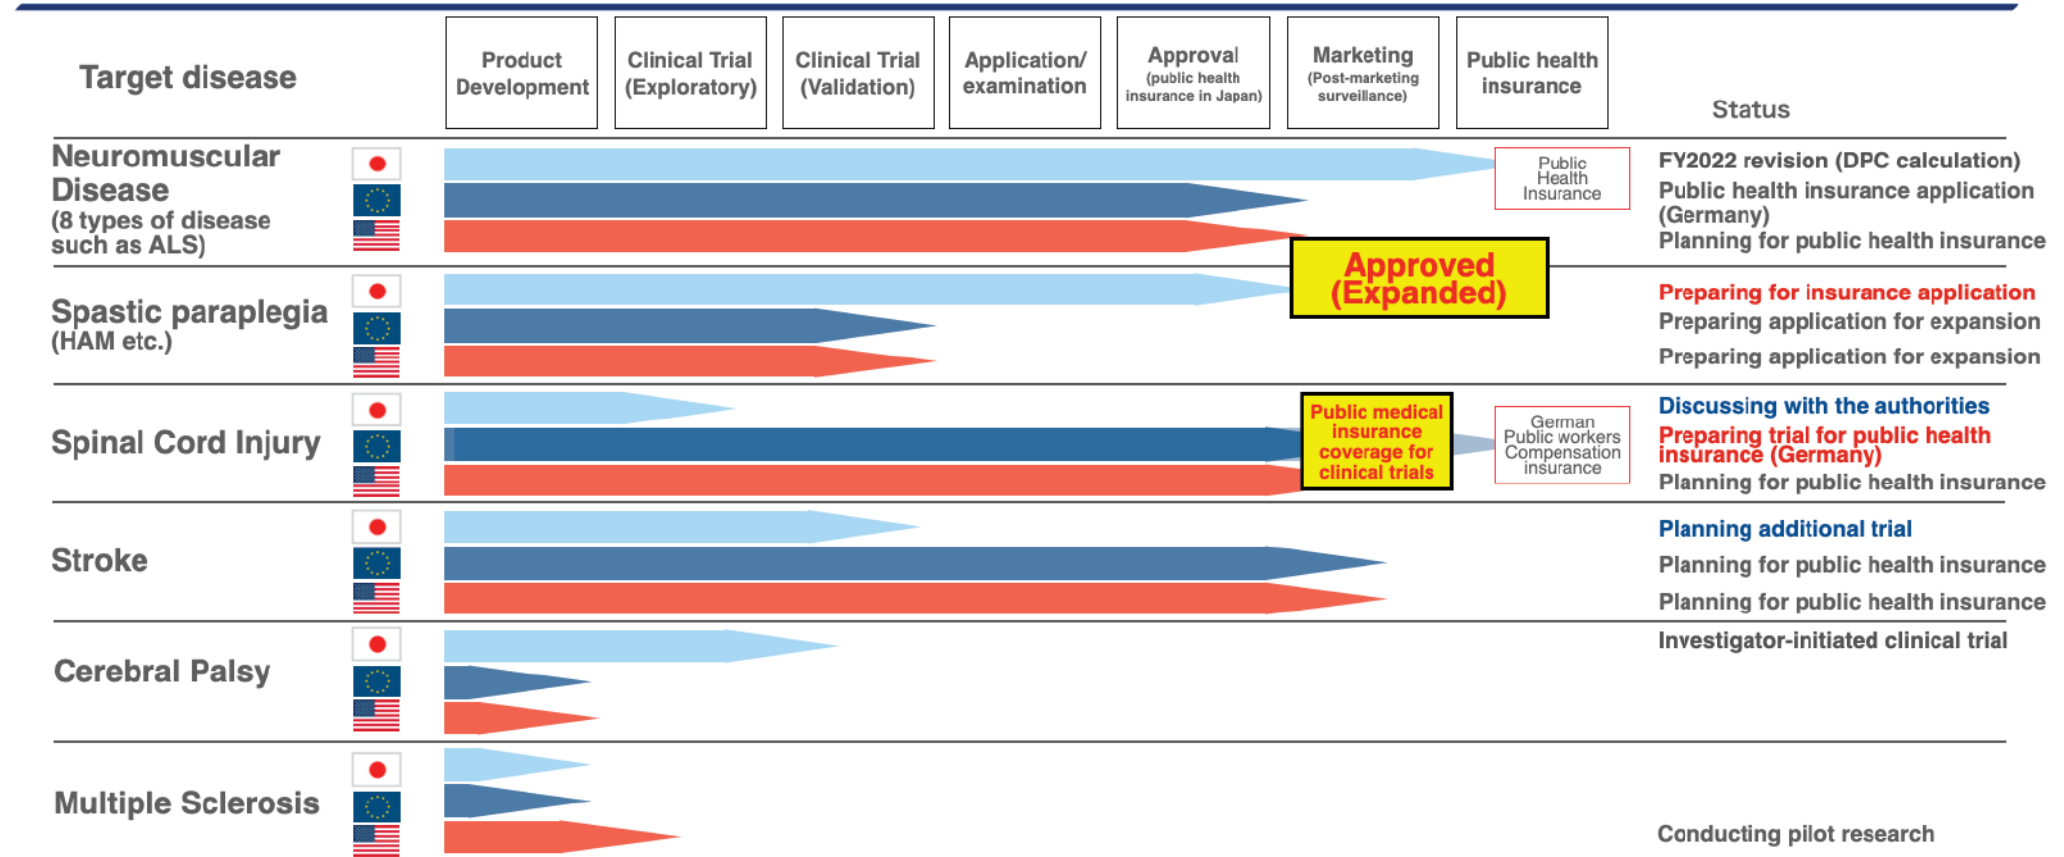 Target disease
Product
Development
Clinical Trial
(Exploratory)
Clinical Trial
(Validation)
Application/
examination
Approval
(public health
insurance in Japan)
Marketing
(Post-marketing
surveillance)
Public health
insurance
Status
Neuromuscular
Disease
(8 types of disease
such as ALS)
Public
Health
Insurance
FY2022 revision (DPC calculation)
Public health insurance application
(Germany)
Planning for public health insurance
Spastic paraplegia
(HAM etc.)
Approved
(Expanded)
Preparing for insurance application
Preparing application for expansion
Preparing application for expansion
Spinal Cord Injury
Public medical
insurance
coverage for
clinical trials
German
Public workers
Compensation
insurance
Discussing with the authorities
Preparing trial for public health
insurance (Germany)
Planning for public health insurance
Stroke
Planning additional trial
Planning for public health insurance
Planning for public health insurance
Cerebral Palsy
Investigator-initiated clinical trial
Multiple Sclerosis
Conducting pilot research